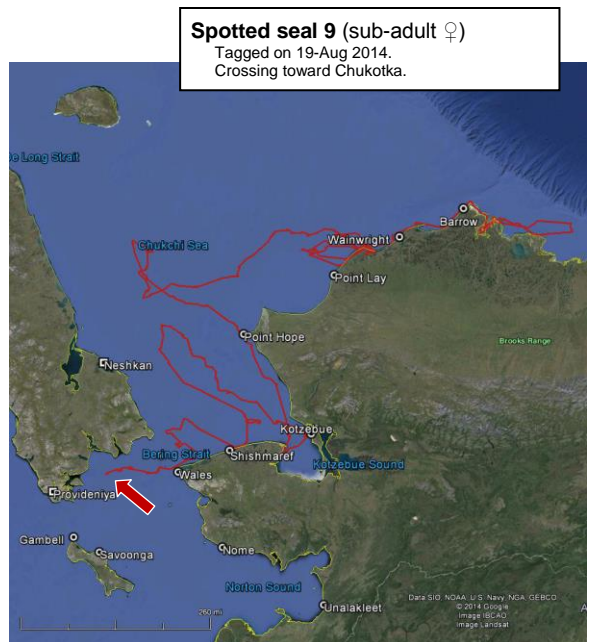 Spotted seal 9 (sub-adult ♀)
Tagged on 19-Aug 2014.
Crossing toward Chukotka.
e Long Strait
Barrow
Wainwright
Chukchi Sea
Point Lay
Point Hope
Brooks Range
Neshkan
Kotzebue
Shishmaref
Bering Strait
Kotzebue Sound
Wales
Provideniya
Gambell
Savoonga
Nome
Norton Sound
Unalakleet
Data SIO, NOAA, U.S. Navy, NGA, GEBCO
© 2014 Google
Image IBCAO
Image Landsat
260 mi
A